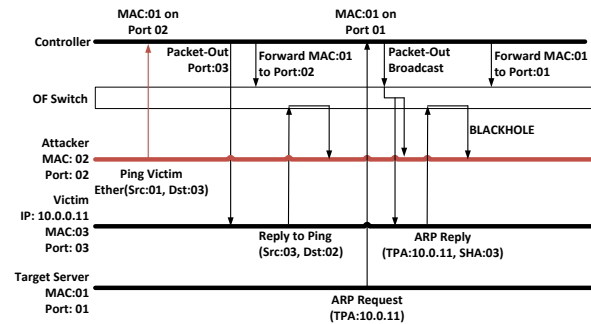 MAC:01 on
Port 02
MAC:01 on
Port 01
Controller
Packet-Out
Port:03
Forward MAC:01
to Port:02
Packet-Out
Broadcast
Forward MAC:01
to Port:01
OF Switch
BLACKHOLE
Attacker
MAC: 02
Port: 02
Ping Victim
Ether(Src:01, Dst:03)
Victim
IP: 10.0.0.11
MAC:03
Port: 03
Reply to Ping
(Src:03, Dst:02)
ARP Reply
(TPA:10.0.11, SHA:03)
Target Server
MAC:01
Port: 01
ARP Request
(TPA:10.0.11)